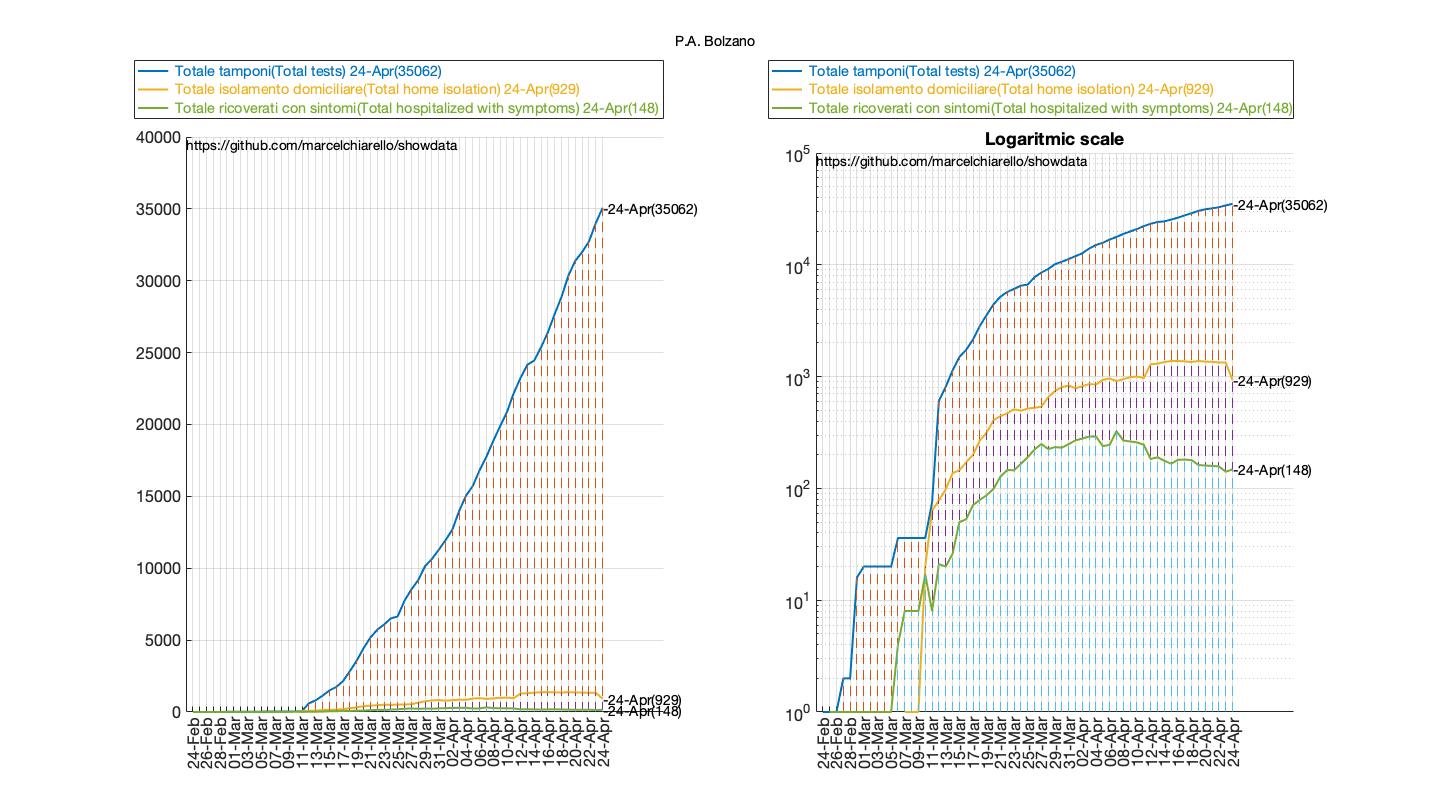 P.A. Bolzano
Totale tamponi(Total tests) 24-Apr(35062)
Totale isolamento domiciliare(Total home isolation) 24-Apr(929)
Totale ricoverati con sintomi(Total hospitalized with symptoms) 24-Apr(148)
40000
https://github.com/marcelchiarello/showdata
35000
30000
25000
20000
15000
10000
5000
0
-24-Apr(35062)
-24-Apr(929)
-24-Apr(148)
24-Feb
26-Feb
28-Feb
01-Mar
03-Mar
05-Mar
07-Mar
09-Mar
11-Mar
13-Mar
15-Mar
17-Mar
19-Mar
21-Mar
23-Mar
25-Mar
27-Mar
29-Mar
31-Mar
02-Apr
04-Apr
06-Apr
08-Apr
10-Apr
12-Apr
14-Apr
16-Apr
18-Apr
20-Apr
22-Apr
24-Apr
Totale tamponi(Total tests) 24-Apr(35062)
Totale isolamento domiciliare(Total home isolation) 24-Apr(929)
Totale ricoverati con sintomi(Total hospitalized with symptoms) 24-Apr(148)
Logaritmic scale
10^5
https://github.com/marcelchiarello/showdata
10^4
10^3
10^2
10^1
10^0
-24-Apr(35062)
-24-Apr(929)
-24-Apr(148)
24-Feb
26-Feb
28-Feb
01-Mar
03-Mar
05-Mar
07-Mar
09-Mar
11-Mar
13-Mar
15-Mar
17-Mar
19-Mar
21-Mar
23-Mar
25-Mar
27-Mar
29-Mar
31-Mar
02-Apr
04-Apr
06-Apr
08-Apr
10-Apr
12-Apr
14-Apr
16-Apr
18-Apr
20-Apr
22-Apr
24-Apr